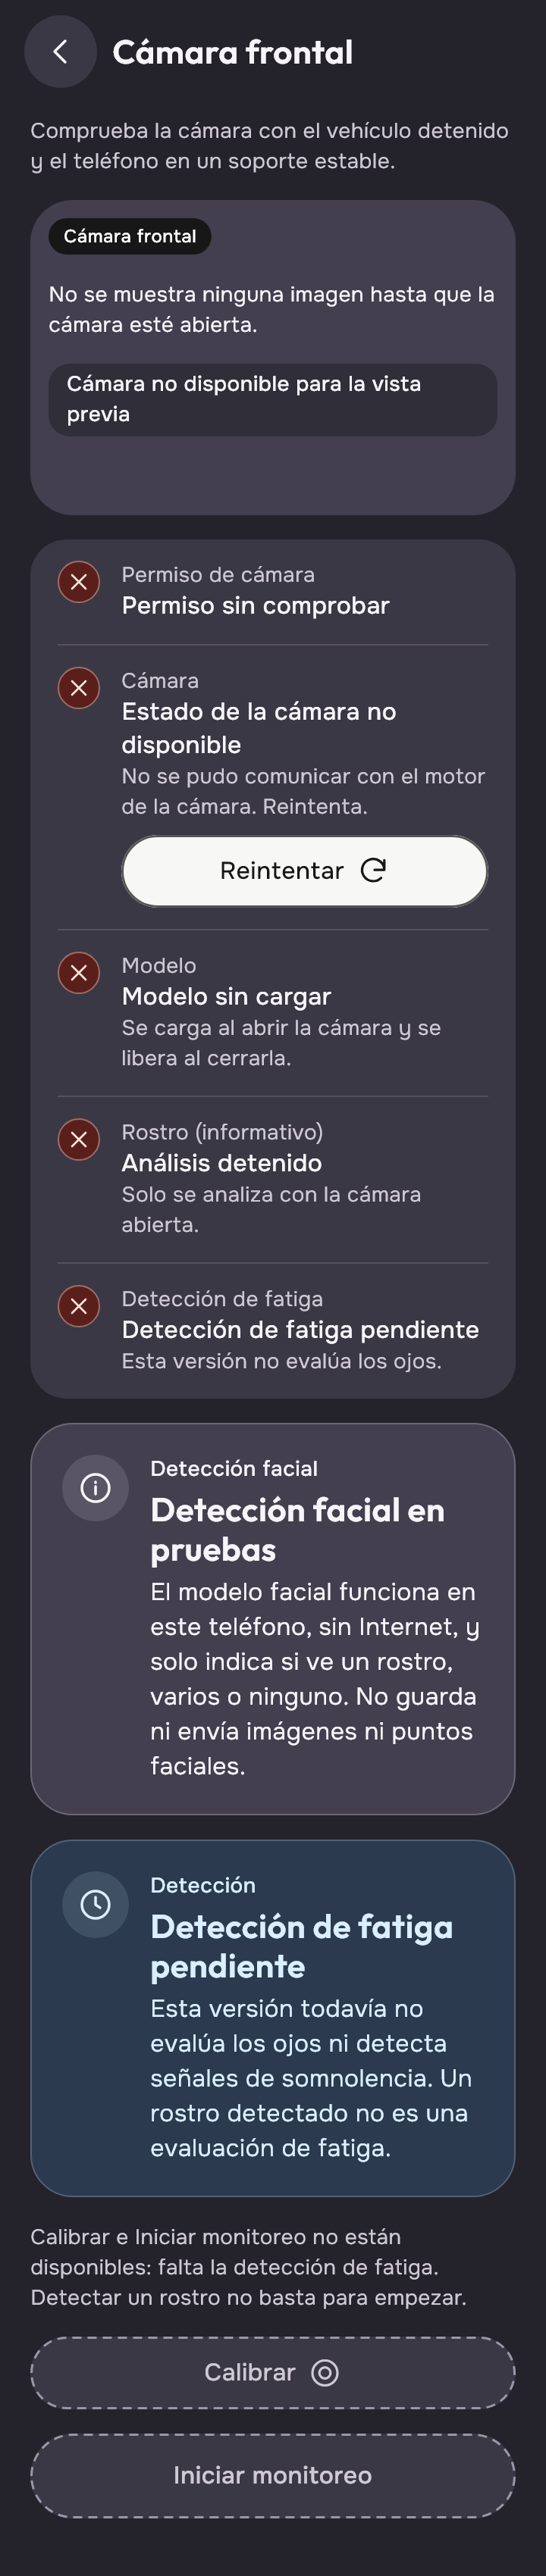 Cámara frontal
Comprueba la cámara con el vehículo detenido
y el teléfono en un soporte estable.
Cámara frontal
No se muestra ninguna imagen hasta que la
cámara esté abierta.
Cámara no disponible para la vista
previa
Permiso de cámara
Permiso sin comprobar
Cámara
Estado de la cámara no
disponible
No se pudo comunicar con el motor
de la cámara. Reintenta.
Reintentar
Modelo
Modelo sin cargar
Se carga al abrir la cámara y se
libera al cerrarla.
Rostro (informativo)
Análisis detenido
Solo se analiza con la cámara
abierta.
Detección de fatiga
Detección de fatiga pendiente
Esta versión no evalúa los ojos.
Detección facial
Detección facial en
pruebas
El modelo facial funciona en
este teléfono, sin Internet, y
solo indica si ve un rostro,
varios o ninguno. No guarda
ni envía imágenes ni puntos
faciales.
Detección
Detección de fatiga
pendiente
Esta versión todavía no
evalúa los ojos ni detecta
señales de somnolencia. Un
rostro detectado no es una
evaluación de fatiga.
Calibrar e Iniciar monitoreo no están
disponibles: falta la detección de fatiga.
Detectar un rostro no basta para empezar.
Calibrar
Iniciar monitoreo